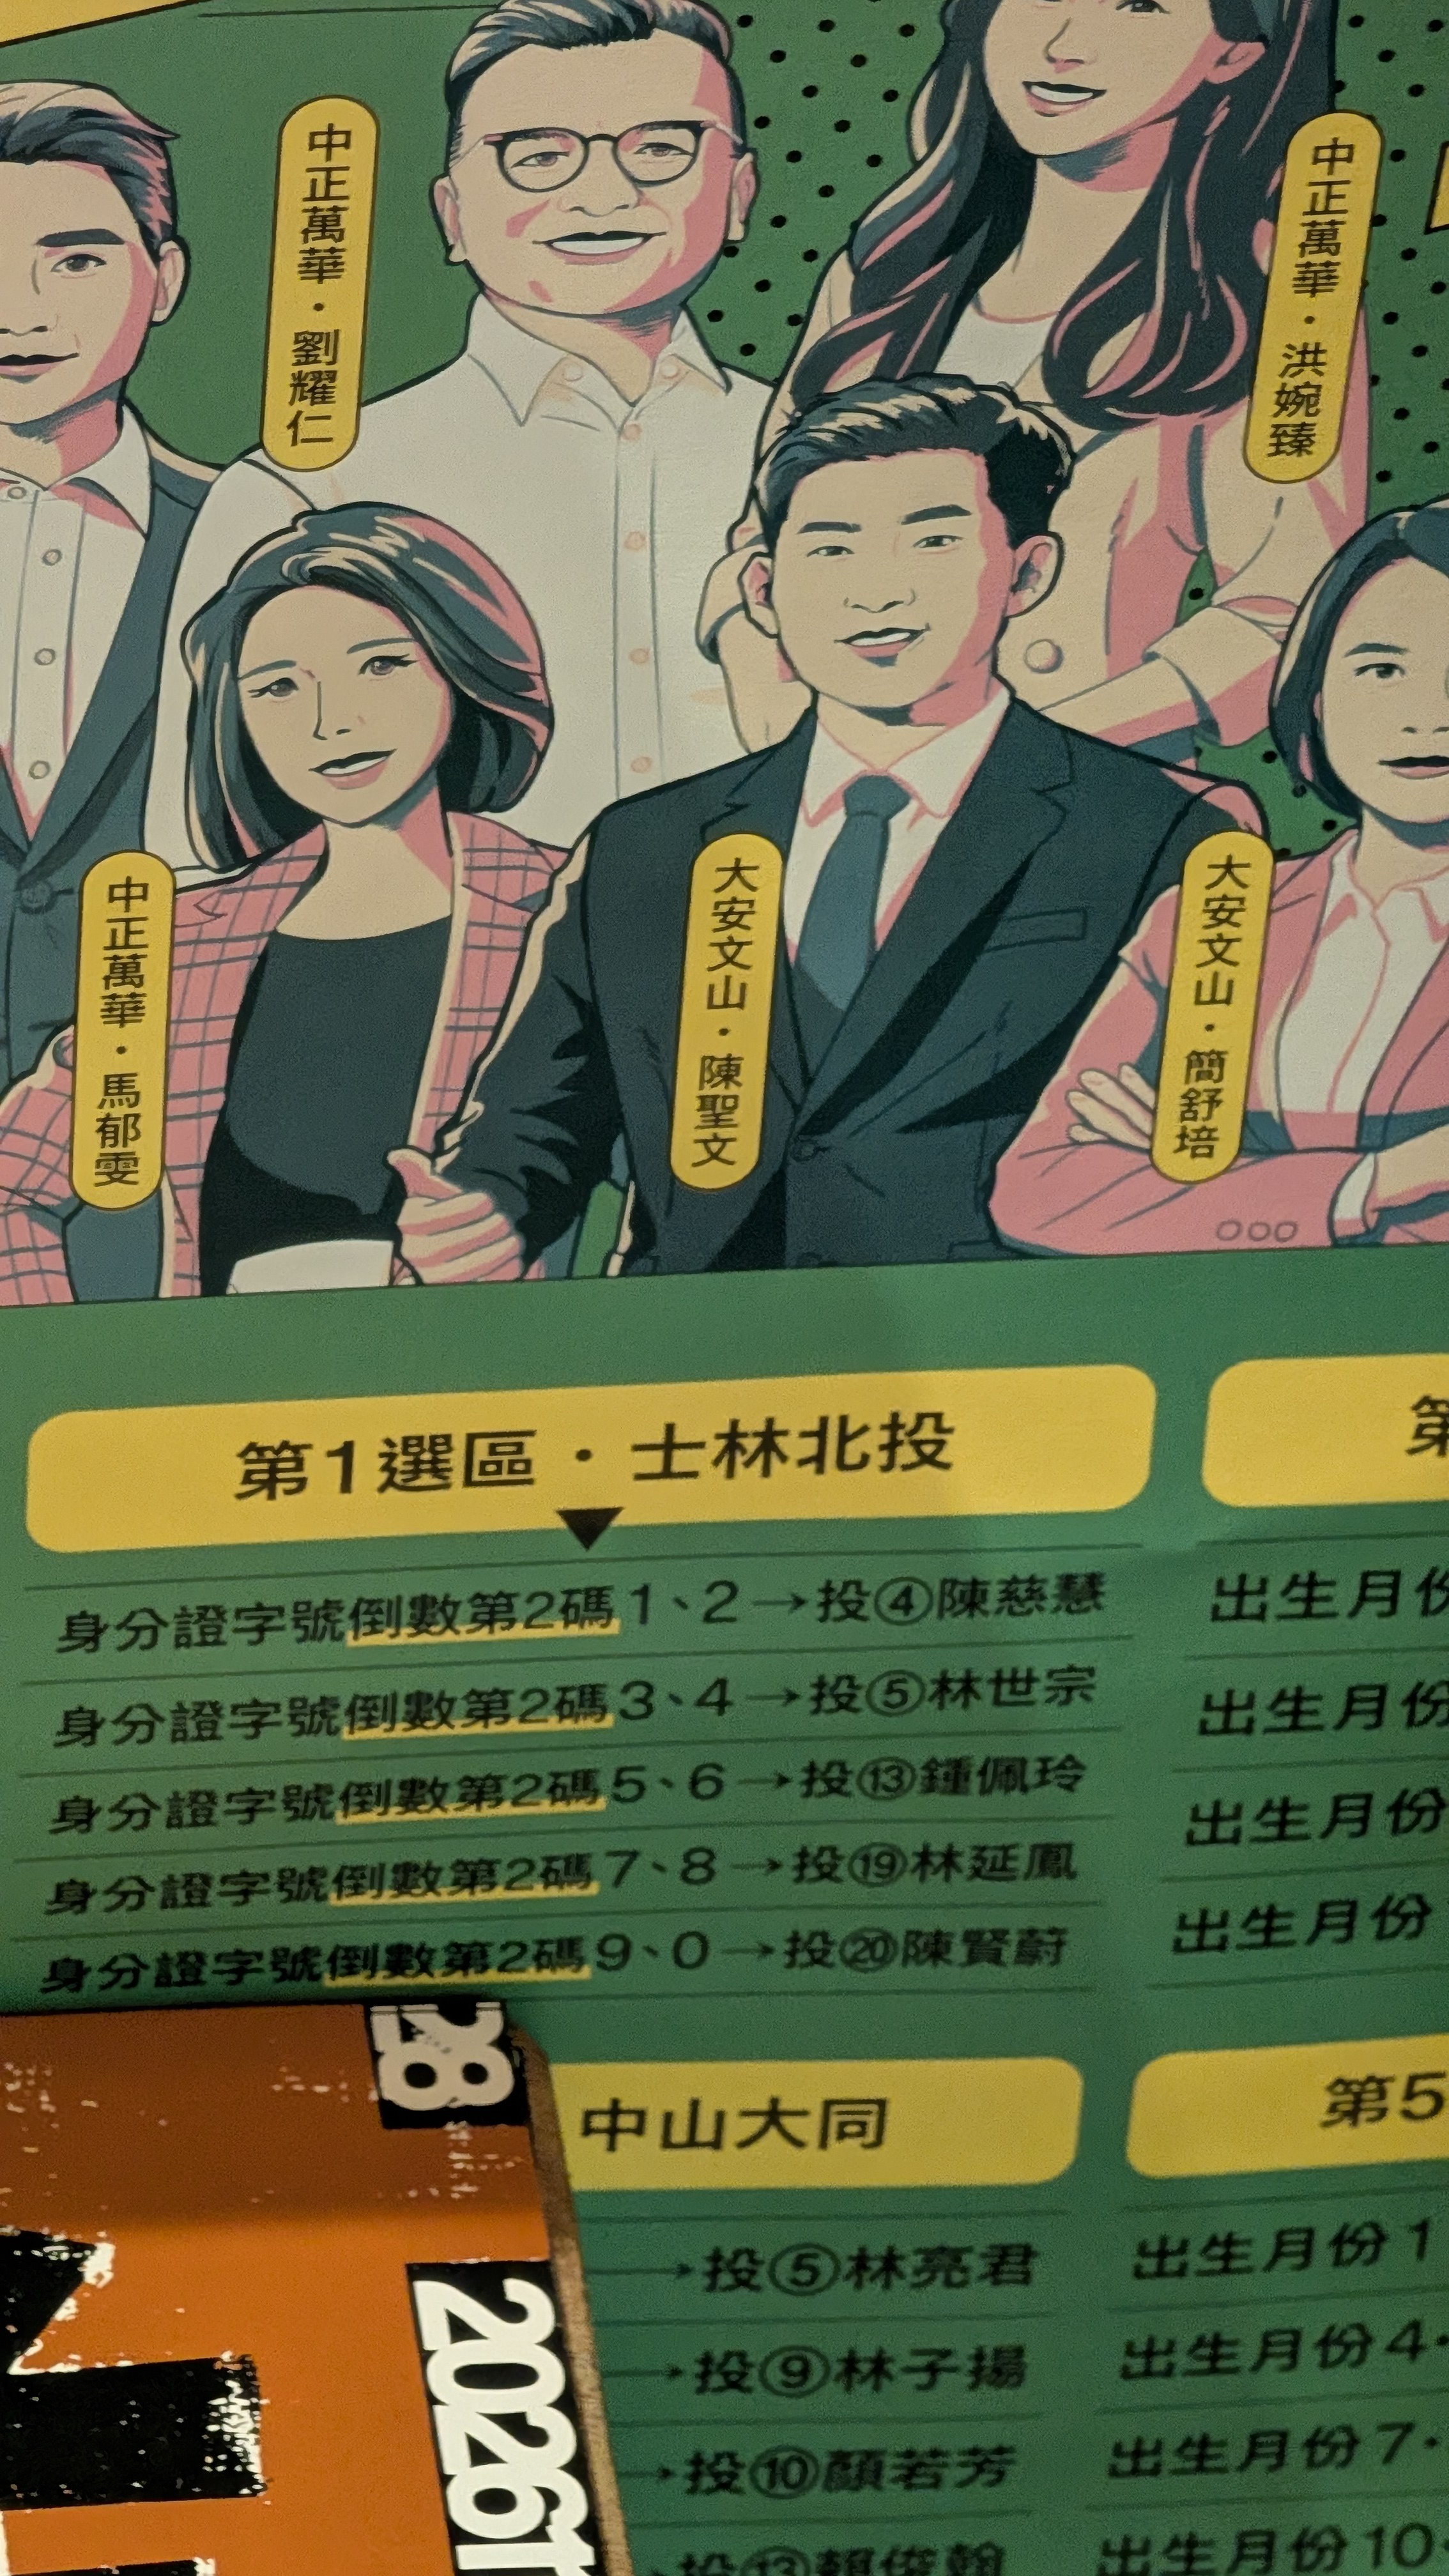 中正萬華・劉耀仁
中正萬華・洪婉臻
中正萬華・馬郁雯
大安文山・陳聖文
大安文山・簡舒培
第1選區・士林北投
身分證字號倒數第2碼1、2→投④陳慈慧
身分證字號倒數第2碼3、4→投⑤林世宗
身分證字號倒數第2碼5、6→投⑬鍾佩玲
身分證字號倒數第2碼7、8→投⑲林延鳳
身分證字號倒數第2碼9、0→投⑳陳賢蔚
第
出生月份
出生月份
出生月份
出生月份
中山大同
→投⑤林亮君
→投⑨林子揚
→投⑩顏若芳
→投⑬賴俊翰
第5
出生月份1
出生月份4
出生月份7
出生月份10
28
2026